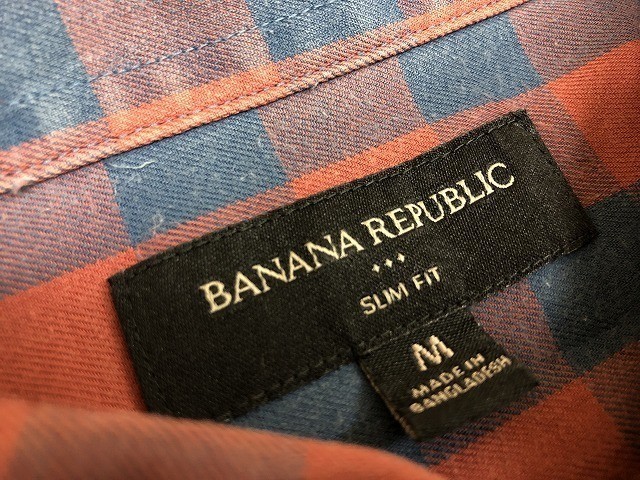 BANANA REPUBLIC
SLIM FIT
M
MADE IN
BANGLADESH